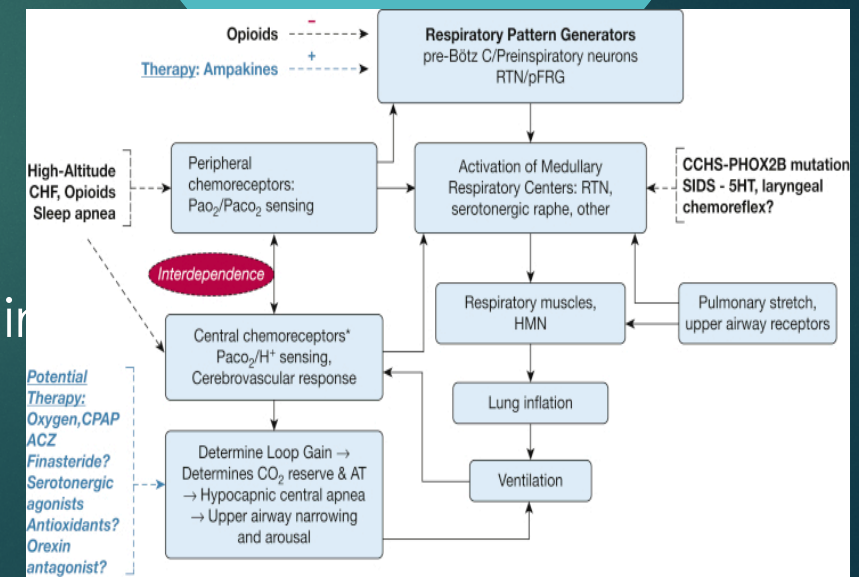 Opioids
–
Therapy: Ampakines
+
Respiratory Pattern Generators
pre-Bötz C/Preinspiratory neurons
RTN/pFRG
High-Altitude
CHF, Opioids
Sleep apnea
Peripheral
chemoreceptors:
Pao₂/Paco₂ sensing
Activation of Medullary
Respiratory Centers: RTN,
serotonergic raphe, other
CCHS-PHOX2B mutation
SIDS - 5HT, laryngeal
chemoreflex?
Interdependence
Respiratory muscles,
HMN
Pulmonary stretch,
upper airway receptors
Central chemoreceptors*
Paco₂/H⁺ sensing,
Cerebrovascular response
Lung inflation
Potential
Therapy:
Oxygen,CPAP
ACZ
Finasteride?
Serotonergic
agonists
Antioxidants?
Orexin
antagonist?
Determine Loop Gain →
Determines CO₂ reserve & AT
→ Hypocapnic central apnea
→ Upper airway narrowing
and arousal
Ventilation